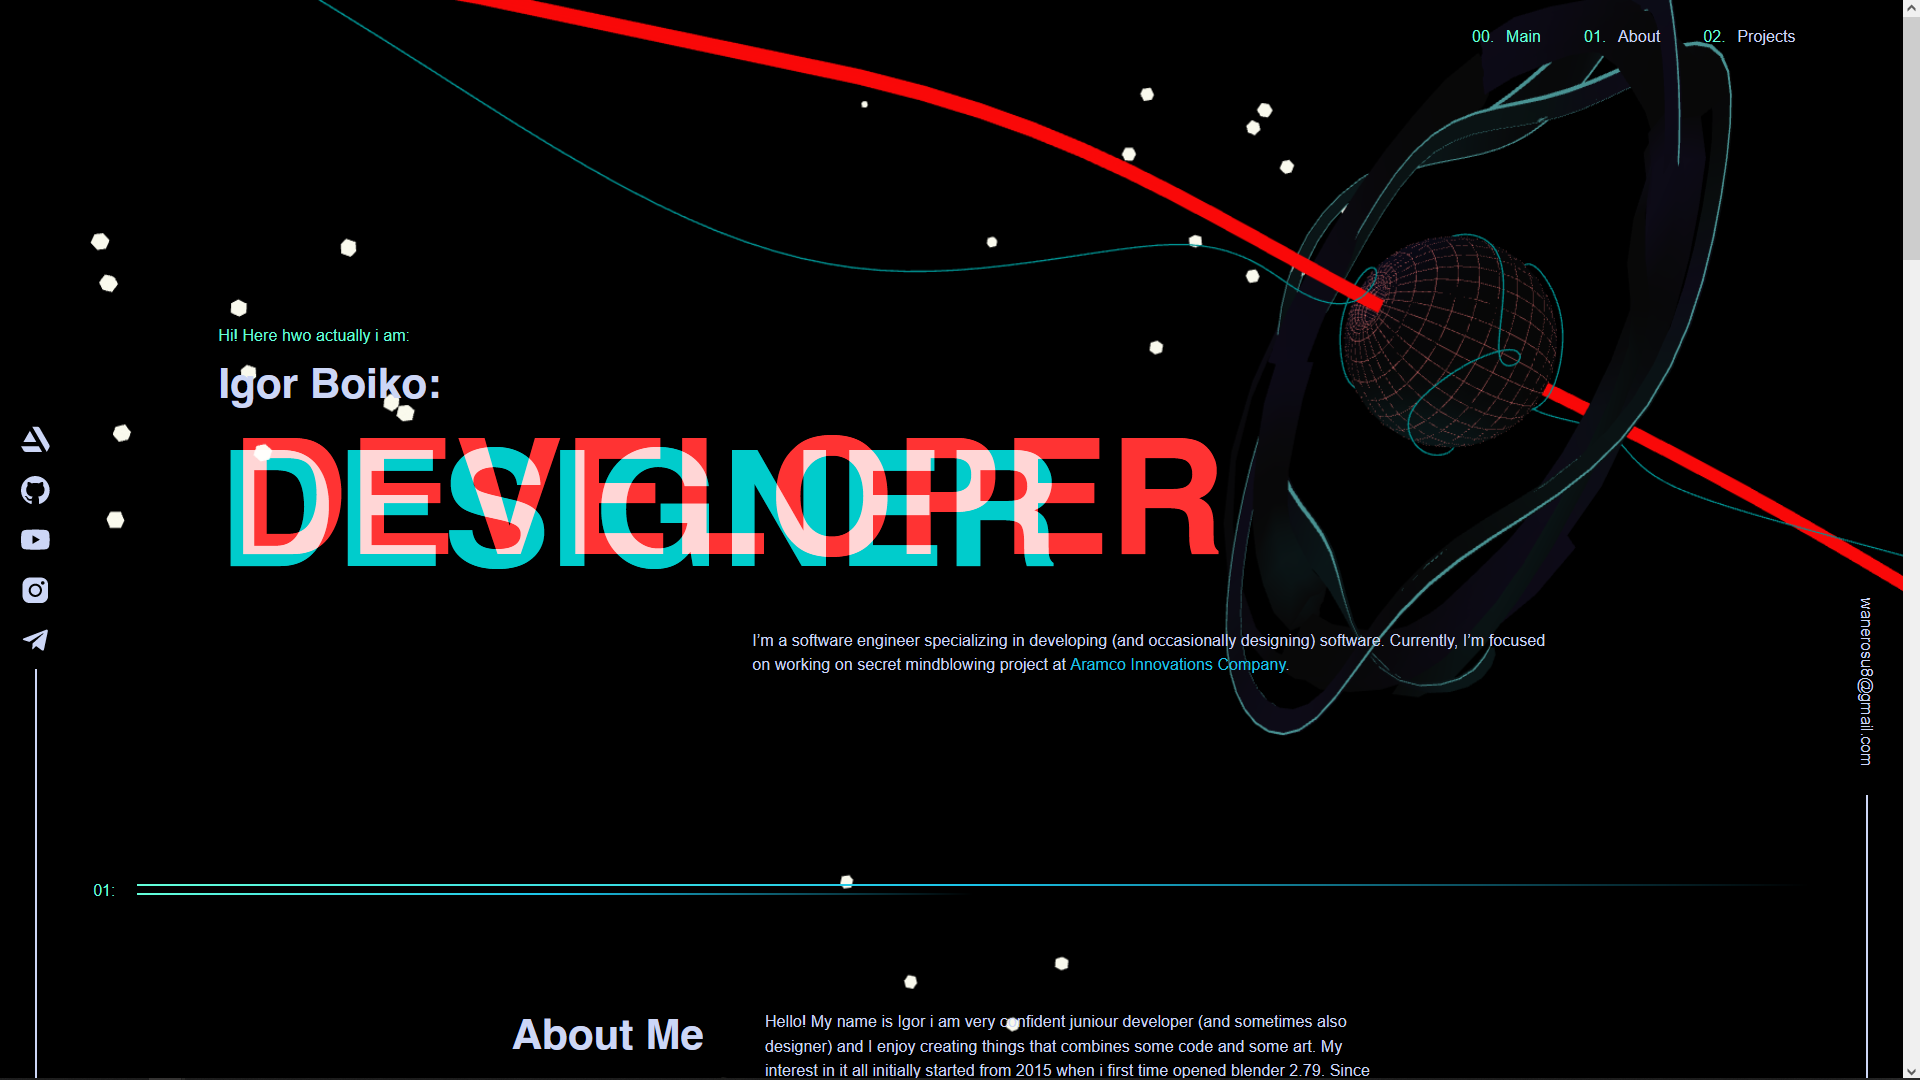 00. Main 01. About 02. Projects
Hi! Here hwo actually i am:
Igor Boiko:
DEVELOPER
DESIGNER
I'm a software engineer specializing in developing (and occasionally designing) software. Currently, I'm focused
on working on secret mindblowing project at Aramco Innovations Company.
wanerosu8@gmail.com
01:
About Me
Hello! My name is Igor i am very confident juniour developer (and sometimes also
designer) and I enjoy creating things that combines some code and some art. My
interest in it all initially started from 2015 when i first time opened blender 2.79. Since